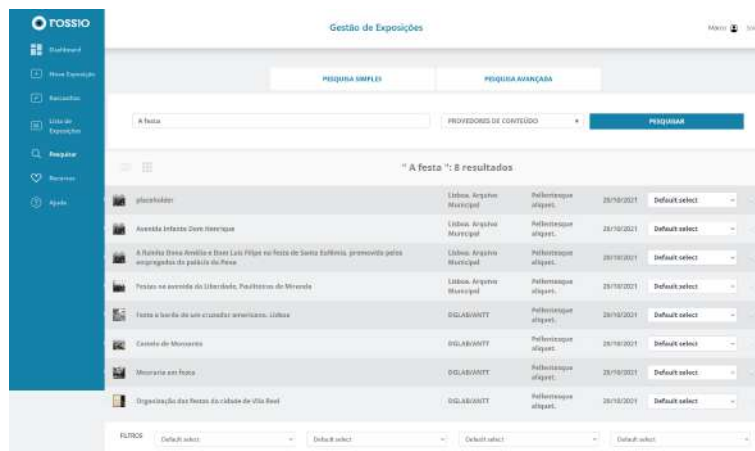 rossio
Gestão de Exposições
Marco
Dashboard
Nova Exposição
Rascunhos
Lista de
Exposições
Pesquisar
Recursos
Ajuda
PESQUISA SIMPLES
PESQUISA AVANÇADA
A festa
PROVEDORES DE CONTEÚDO
PESQUISAR
" A festa ": 8 resultados
placeholder
Lisboa. Arquivo
Municipal
Pellentesque
aliquet.
28/10/2021
Default select
Avenida Infante Dom Henrique
Lisboa. Arquivo
Municipal
Pellentesque
aliquet.
28/10/2021
Default select
A Rainha Dona Amélia e Dom Luís Filipe na festa de Santa Eufémia, promovida pelos
empregados do palácio da Pena
Lisboa. Arquivo
Municipal
Pellentesque
aliquet.
28/10/2021
Default select
Festas na avenida da Liberdade, Pauliteiros de Miranda
Lisboa. Arquivo
Municipal
Pellentesque
aliquet.
28/10/2021
Default select
Festa a bordo de um cruzador americano. Lisboa
DGLAB/ANTT
Pellentesque
aliquet.
28/10/2021
Default select
Castelo de Marvão
DGLAB/ANTT
Pellentesque
aliquet.
28/10/2021
Default select
Mouraria em festa
DGLAB/ANTT
Pellentesque
aliquet.
28/10/2021
Default select
Organização das festas da cidade de Vila Real
DGLAB/ANTT
Pellentesque
aliquet.
28/10/2021
Default select
FILTROS
Default select
Default select
Default select
Default select